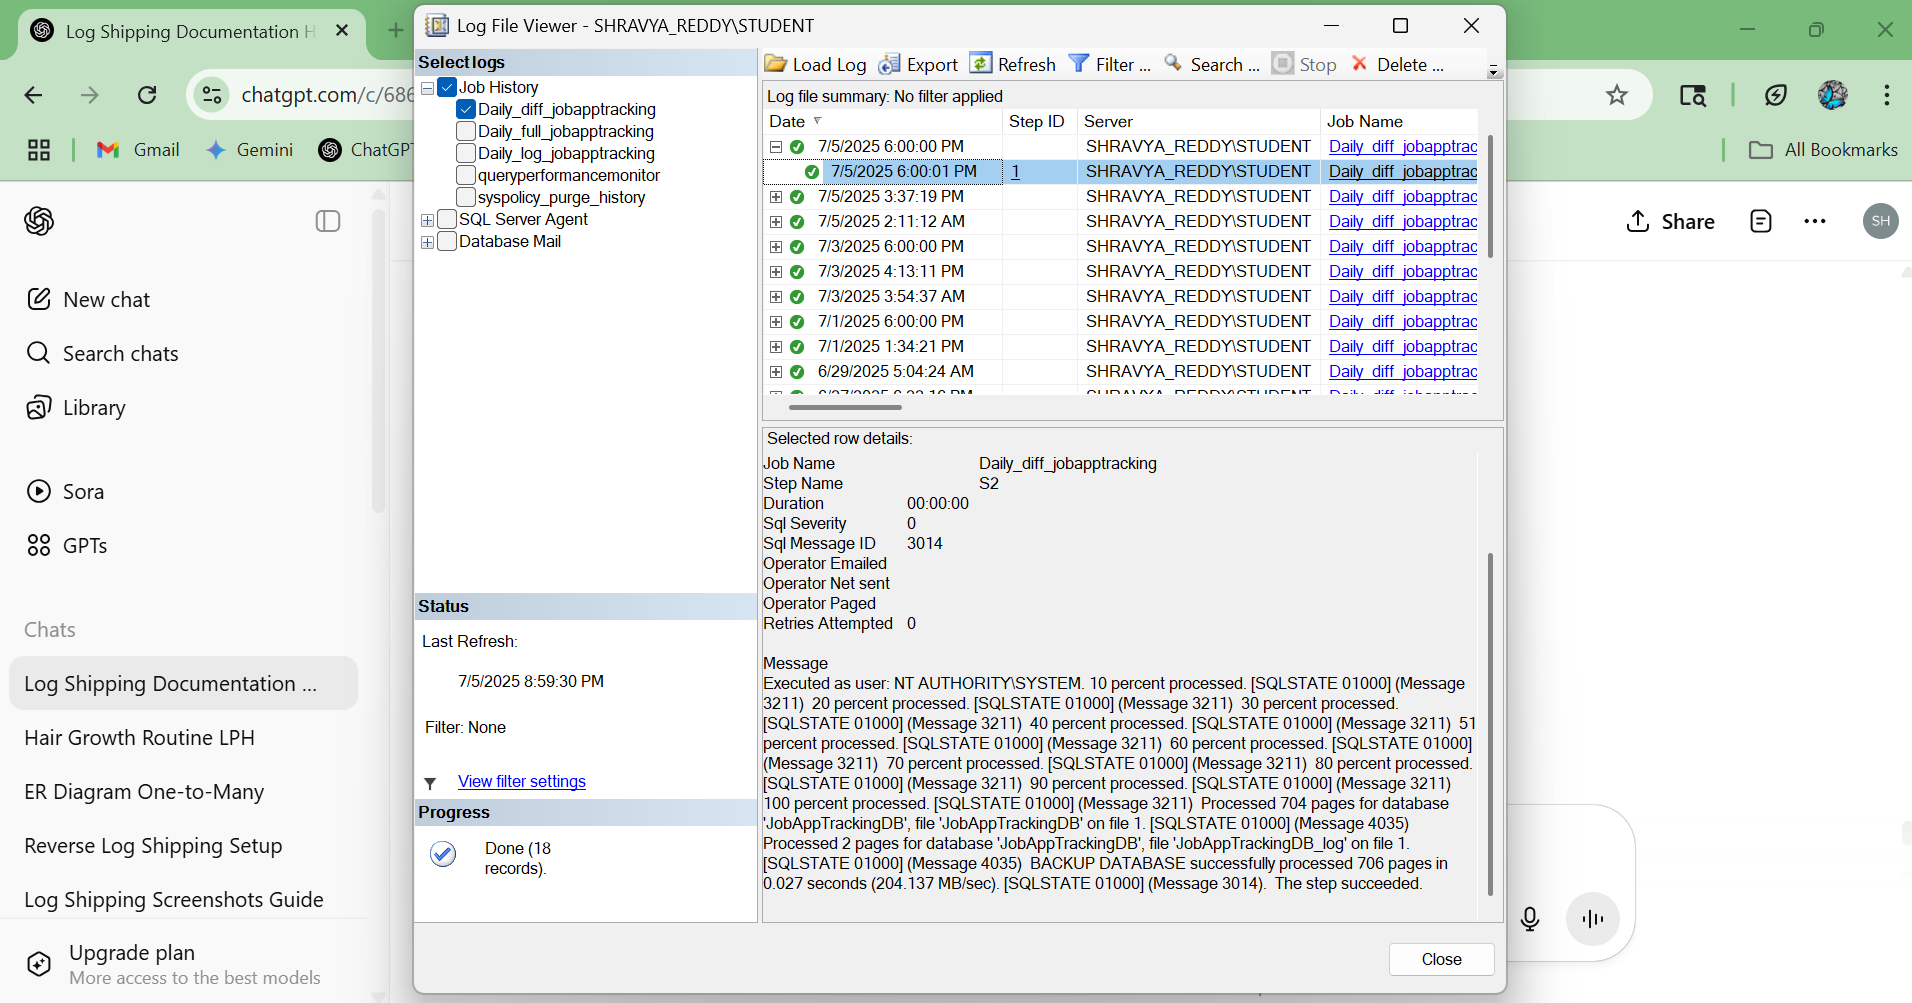 Log Shipping Documentation H
chatgpt.com/c/686
Gmail
Gemini
ChatGPT
All Bookmarks
New chat
Search chats
Library
Sora
GPTs
Chats
Log Shipping Documentation ...
Hair Growth Routine LPH
ER Diagram One-to-Many
Reverse Log Shipping Setup
Log Shipping Screenshots Guide
Upgrade plan
More access to the best models
Share
SH
Log File Viewer - SHRAVYA_REDDY\STUDENT
Select logs
Job History
Daily_diff_jobapptracking
Daily_full_jobapptracking
Daily_log_jobapptracking
queryperformancemonitor
syspolicy_purge_history
SQL Server Agent
Database Mail
Status
Last Refresh:
7/5/2025 8:59:30 PM
Filter: None
View filter settings
Progress
Done (18
records).
Load Log Export Refresh Filter ... Search ... Stop Delete ...
Log file summary: No filter applied
Date Step ID Server Job Name
7/5/2025 6:00:00 PM SHRAVYA_REDDY\STUDENT Daily_diff_jobapptrac
7/5/2025 6:00:01 PM 1 SHRAVYA_REDDY\STUDENT Daily_diff_jobapptrac
7/5/2025 3:37:19 PM SHRAVYA_REDDY\STUDENT Daily_diff_jobapptrac
7/5/2025 2:11:12 AM SHRAVYA_REDDY\STUDENT Daily_diff_jobapptrac
7/3/2025 6:00:00 PM SHRAVYA_REDDY\STUDENT Daily_diff_jobapptrac
7/3/2025 4:13:11 PM SHRAVYA_REDDY\STUDENT Daily_diff_jobapptrac
7/3/2025 3:54:37 AM SHRAVYA_REDDY\STUDENT Daily_diff_jobapptrac
7/1/2025 6:00:00 PM SHRAVYA_REDDY\STUDENT Daily_diff_jobapptrac
7/1/2025 1:34:21 PM SHRAVYA_REDDY\STUDENT Daily_diff_jobapptrac
6/29/2025 5:04:24 AM SHRAVYA_REDDY\STUDENT Daily_diff_jobapptrac
Selected row details:
Job Name Daily_diff_jobapptracking
Step Name S2
Duration 00:00:00
Sql Severity 0
Sql Message ID 3014
Operator Emailed
Operator Net sent
Operator Paged
Retries Attempted 0
Message
Executed as user: NT AUTHORITY\SYSTEM. 10 percent processed. [SQLSTATE 01000] (Message
3211) 20 percent processed. [SQLSTATE 01000] (Message 3211) 30 percent processed.
[SQLSTATE 01000] (Message 3211) 40 percent processed. [SQLSTATE 01000] (Message 3211) 51
percent processed. [SQLSTATE 01000] (Message 3211) 60 percent processed. [SQLSTATE 01000]
(Message 3211) 70 percent processed. [SQLSTATE 01000] (Message 3211) 80 percent processed.
[SQLSTATE 01000] (Message 3211) 90 percent processed. [SQLSTATE 01000] (Message 3211)
100 percent processed. [SQLSTATE 01000] (Message 3211) Processed 704 pages for database
'JobAppTrackingDB', file 'JobAppTrackingDB' on file 1. [SQLSTATE 01000] (Message 4035)
Processed 2 pages for database 'JobAppTrackingDB', file 'JobAppTrackingDB_log' on file 1.
[SQLSTATE 01000] (Message 4035) BACKUP DATABASE successfully processed 706 pages in
0.027 seconds (204.137 MB/sec). [SQLSTATE 01000] (Message 3014). The step succeeded.
Close